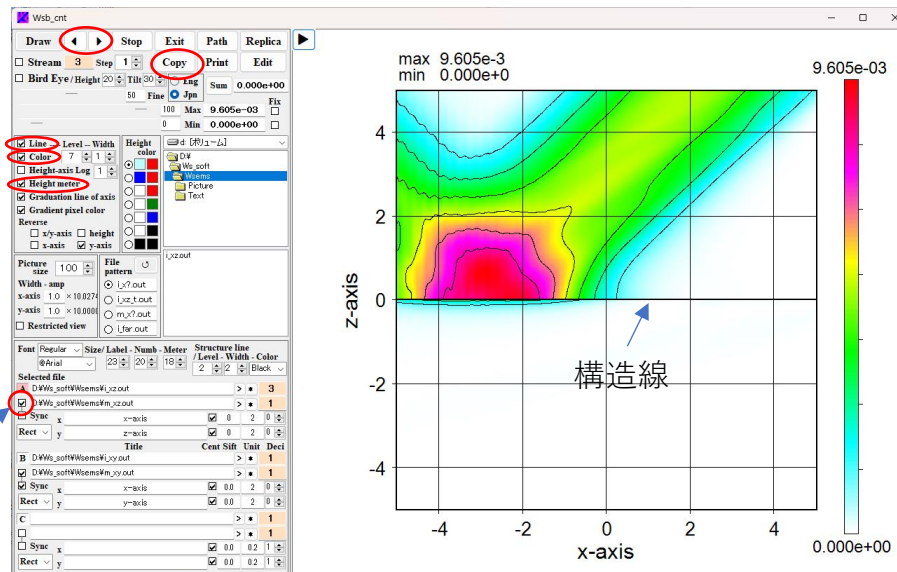 Wsb_cnt
Draw ◄ ► Stop Exit Path Replica
Stream 3 Step 1 Copy Print Edit
Bird Eye / Height 20 Tilt 30 Eng Sum 0.000e+00
50 Fine Jpn
100 Max 9.605e-03 Fix
0 Min 0.000e+00
Line -- Level -- Width
Color 7 1
Height-axis Log 1
Height meter
Graduation line of axis
Gradient pixel color
Reverse
x/y-axis height
x-axis y-axis
Height color
d: [ボリューム]
D:¥
Ws_soft
Wsems
Picture
Text
Picture size 100
Width - amp
x-axis 1.0 × 10.0274
y-axis 1.0 × 10.0000
Restricted view
File pattern
i_x?.out
i_xz_t.out
m_x?.out
i_far.out
i_xz.out
Font Regular Size/ Label - Numb - Meter
@Arial 23 20 18
Structure line
/ Level - Width - Color
2 2 Black
Selected file
A D:¥Ws_soft¥Wsems¥i_xz.out > * 3
D:¥Ws_soft¥Wsems¥m_xz.out > * 1
Sync x x-axis 0 2 0
Rect y z-axis 0 2 0
Title Cent Sift Unit Deci
B D:¥Ws_soft¥Wsems¥i_xy.out > * 1
D:¥Ws_soft¥Wsems¥m_xy.out > * 1
Sync x x-axis 0.0 2 0
Rect y y-axis 0.0 2 0
C > * 1
> * 1
Sync x 0.0 0.2 1
Rect y 0.0 0.2 1
max 9.605e-3
min 0.000e+0
9.605e-03
4
2
0
-2
-4
z-axis
構造線
-4 -2 0 2 4
x-axis
0.000e+00